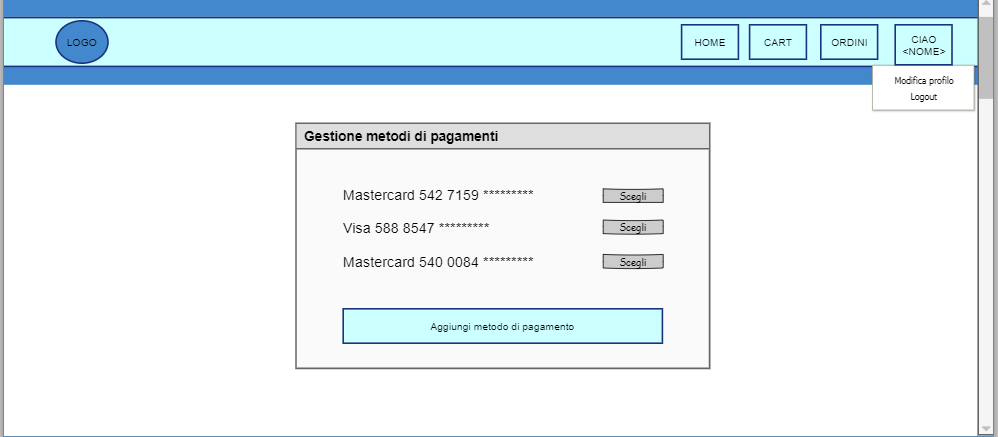 LOGO
HOME
CART
ORDINI
CIAO
<NOME>
Modifica profilo
Logout
Gestione metodi di pagamenti
Mastercard 542 7159 *********
Scegli
Visa 588 8547 *********
Scegli
Mastercard 540 0084 *********
Scegli
Aggiungi metodo di pagamento